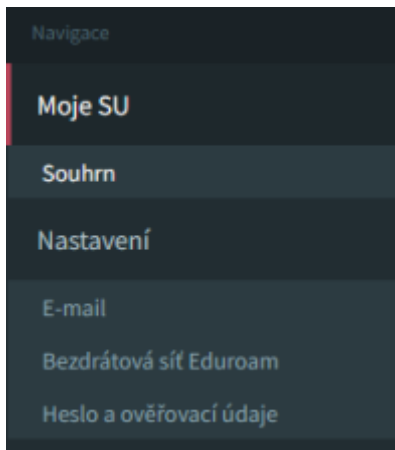 Navigace
Moje SU
Souhrn
Nastavení
E-mail
Bezdrátová síť Eduroam
Heslo a ověřovací údaje